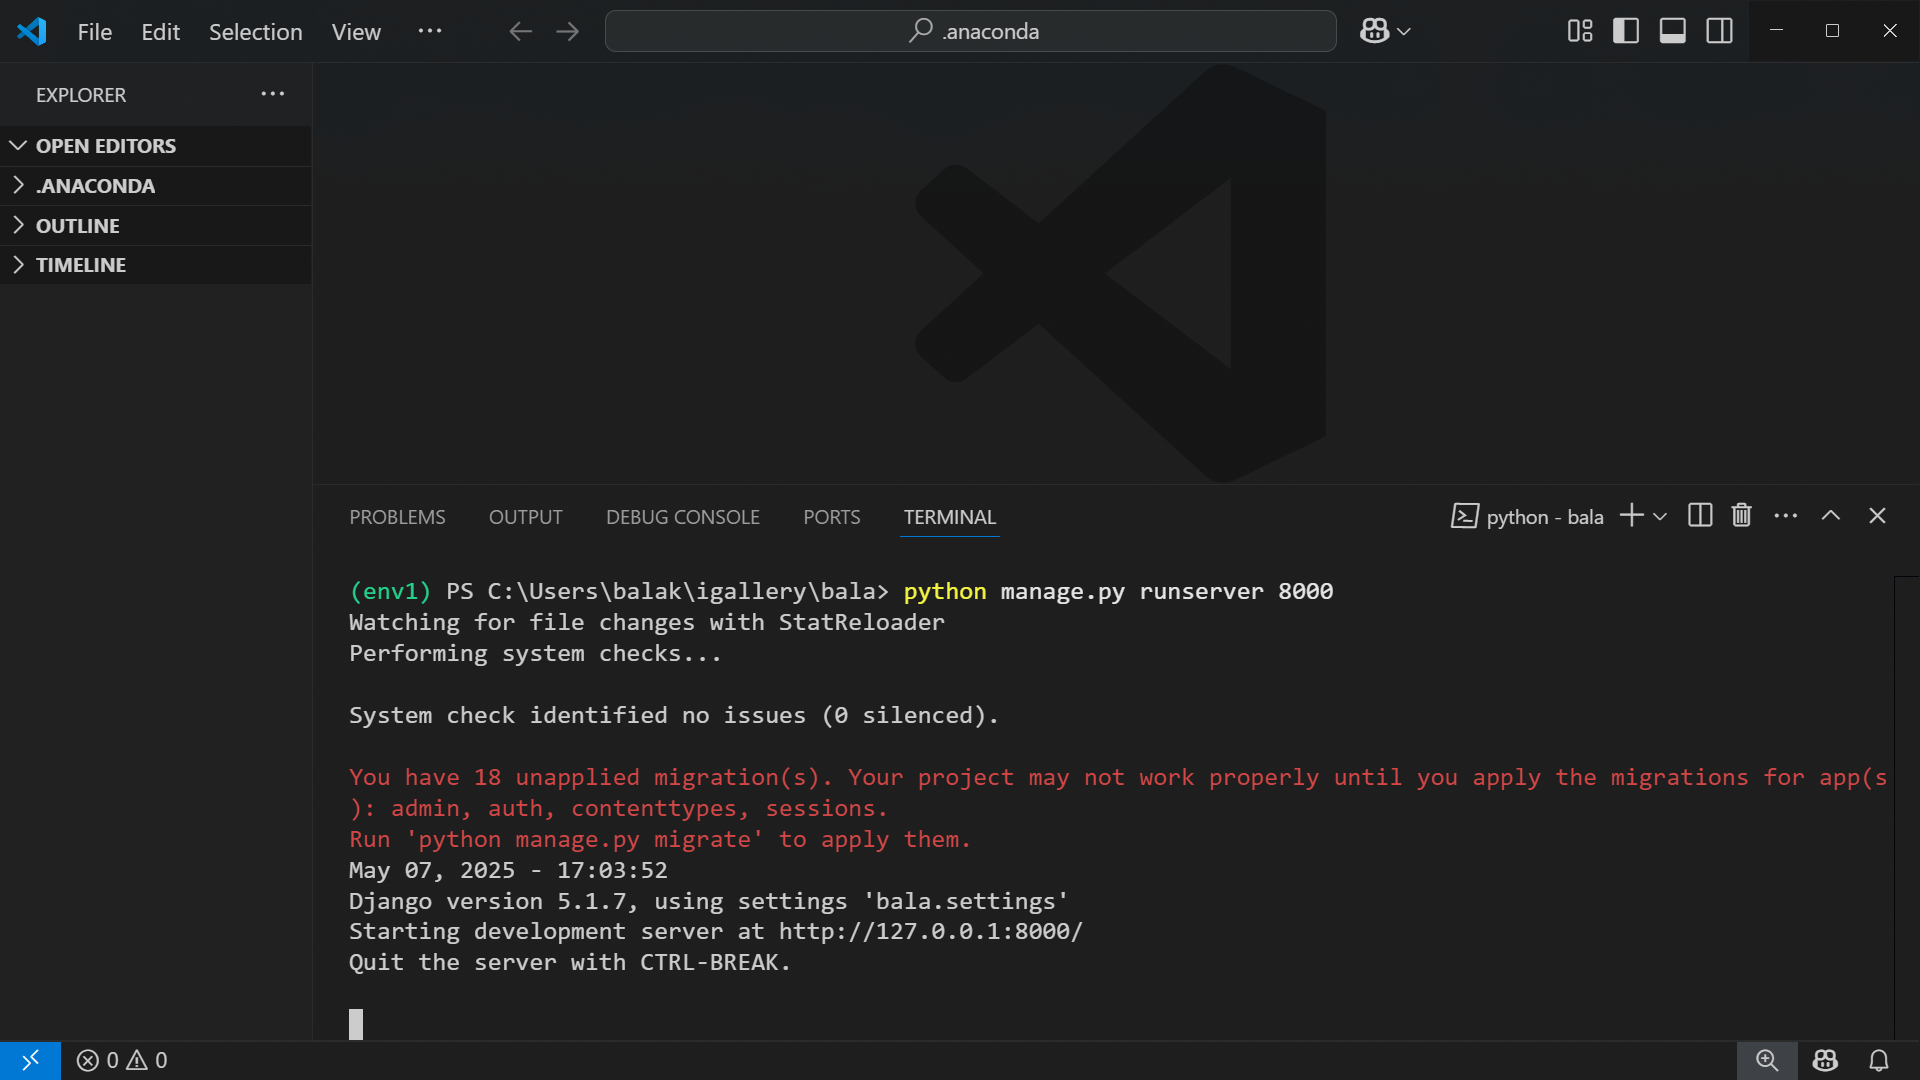 File Edit Selection View ··· .anaconda
EXPLORER ···
OPEN EDITORS
.ANACONDA
OUTLINE
TIMELINE
PROBLEMS OUTPUT DEBUG CONSOLE PORTS TERMINAL python - bala ···
(env1) PS C:\Users\balak\igallery\bala> python manage.py runserver 8000
Watching for file changes with StatReloader
Performing system checks...
System check identified no issues (0 silenced).
You have 18 unapplied migration(s). Your project may not work properly until you apply the migrations for app(s
): admin, auth, contenttypes, sessions.
Run 'python manage.py migrate' to apply them.
May 07, 2025 - 17:03:52
Django version 5.1.7, using settings 'bala.settings'
Starting development server at http://127.0.0.1:8000/
Quit the server with CTRL-BREAK.
0 0